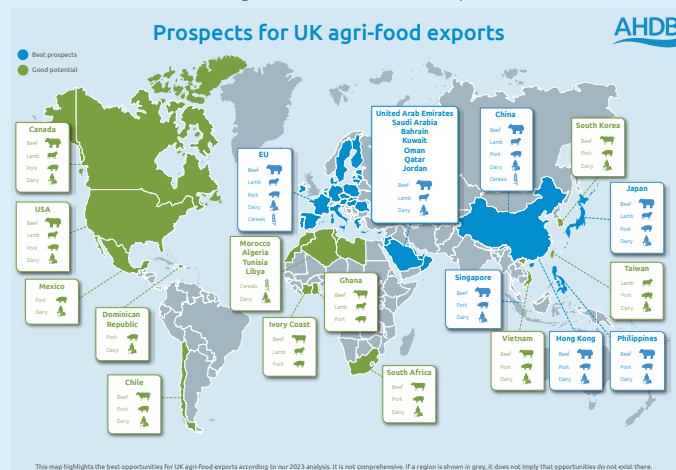 Prospects for UK agri-food exports
AHDB
Best prospects
Good potential
Canada
Beef
Lamb
Pork
Dairy
USA
Beef
Lamb
Pork
Dairy
Mexico
Pork
Dairy
Dominican
Republic
Pork
Dairy
Chile
Beef
Pork
Dairy
EU
Beef
Lamb
Pork
Dairy
Cereals
Morocco
Algeria
Tunisia
Libya
Cereals
Dairy
Ivory Coast
Beef
Lamb
Pork
Ghana
Beef
Lamb
Pork
United Arab Emirates
Saudi Arabia
Bahrain
Kuwait
Oman
Qatar
Jordan
Beef
Lamb
Dairy
South Africa
Beef
Pork
Dairy
China
Beef
Lamb
Pork
Dairy
Cereals
South Korea
Beef
Pork
Dairy
Japan
Beef
Lamb
Pork
Dairy
Singapore
Beef
Pork
Dairy
Taiwan
Lamb
Pork
Dairy
Vietnam
Beef
Pork
Dairy
Hong Kong
Beef
Pork
Dairy
Philippines
Beef
Pork
Dairy
This map highlights the best opportunities for UK agri-food exports according to our 2023 analysis. It is not comprehensive. If a region is shown in grey, it does not imply that opportunities do not exist there.